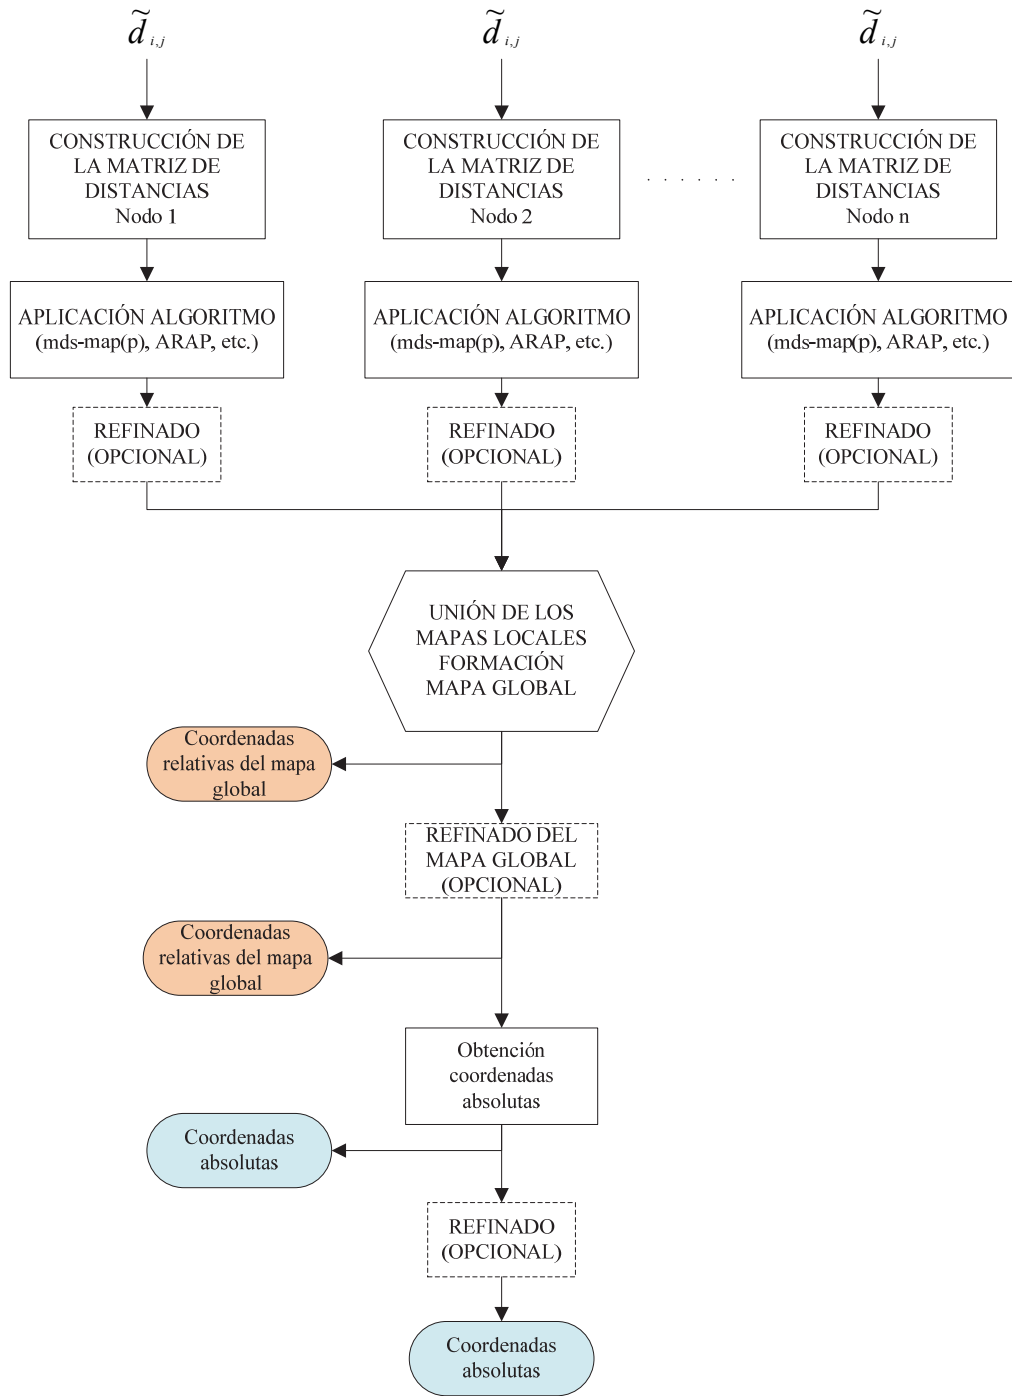 d̃ i,j
d̃ i,j
d̃ i,j
CONSTRUCCIÓN DE
LA MATRIZ DE
DISTANCIAS
Nodo 1
CONSTRUCCIÓN DE
LA MATRIZ DE
DISTANCIAS
Nodo 2
. . . . . .
CONSTRUCCIÓN DE
LA MATRIZ DE
DISTANCIAS
Nodo n
APLICACIÓN ALGORITMO
(mds-map(p), ARAP, etc.)
APLICACIÓN ALGORITMO
(mds-map(p), ARAP, etc.)
APLICACIÓN ALGORITMO
(mds-map(p), ARAP, etc.)
REFINADO
(OPCIONAL)
REFINADO
(OPCIONAL)
REFINADO
(OPCIONAL)
UNIÓN DE LOS
MAPAS LOCALES
FORMACIÓN
MAPA GLOBAL
Coordenadas
relativas del mapa
global
REFINADO DEL
MAPA GLOBAL
(OPCIONAL)
Coordenadas
relativas del mapa
global
Obtención
coordenadas
absolutas
Coordenadas
absolutas
REFINADO
(OPCIONAL)
Coordenadas
absolutas